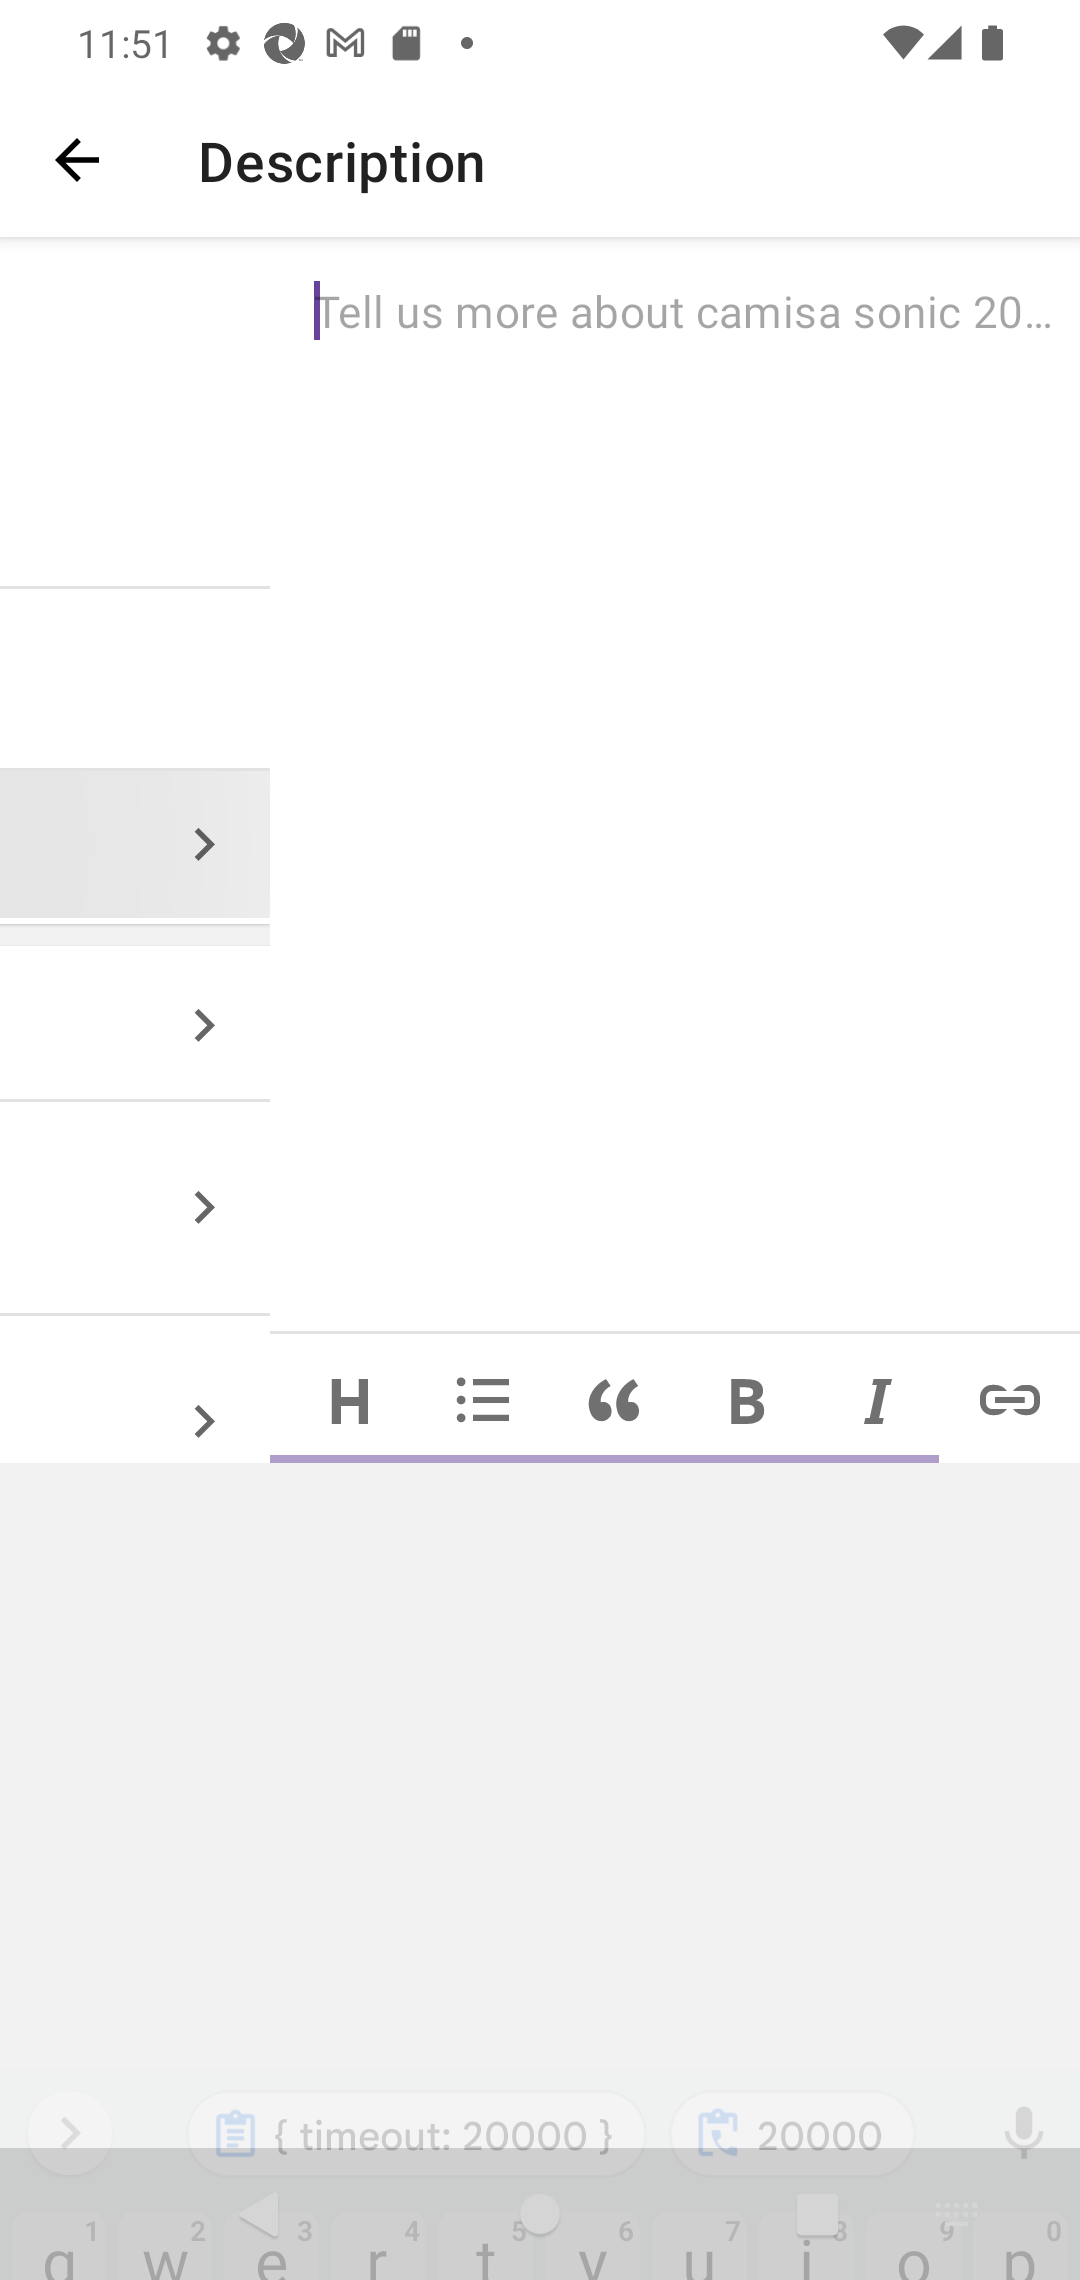 11:51
Description
Tell us more about camisa sonic 20…
H B I
{ timeout: 20000 } 20000
1 2 3 4 5 6 7 8 9 0
q w e r t y u i o p